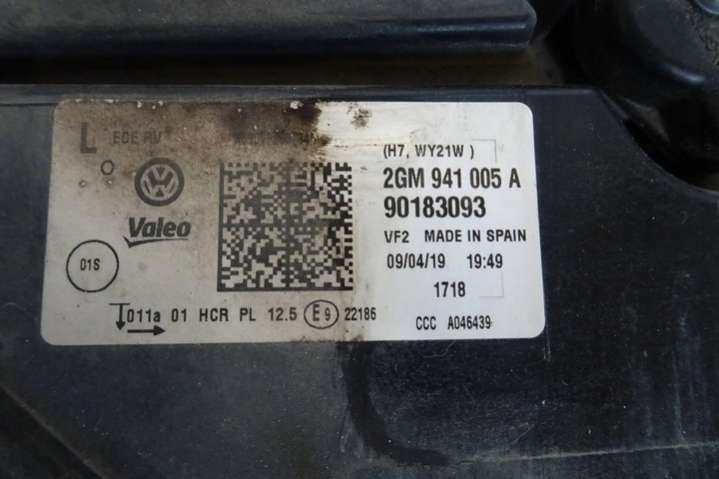 L ECE RV
(H7, WY21W )
2GM 941 005 A
90183093
Valeo
VF2 MADE IN SPAIN
01S
09/04/19 19:49
1718
011a 01 HCR PL 12.5 E9 22186
CCC A046439